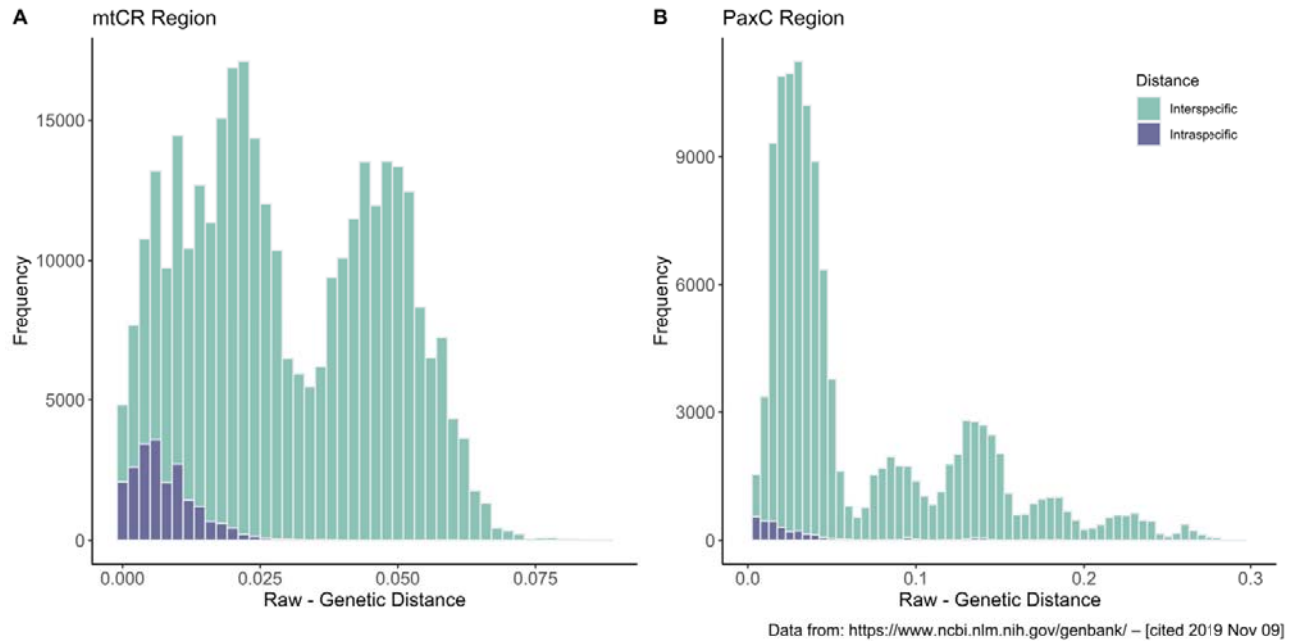 A
mtCR Region
15000
10000
5000
0
Frequency
0.000
0.025
0.050
0.075
Raw - Genetic Distance
B
PaxC Region
Distance
Interspecific
Intraspecific
9000
6000
3000
0
Frequency
0.0
0.1
0.2
0.3
Raw - Genetic Distance
Data from: https://www.ncbi.nlm.nih.gov/genbank/ – [cited 2019 Nov 09]